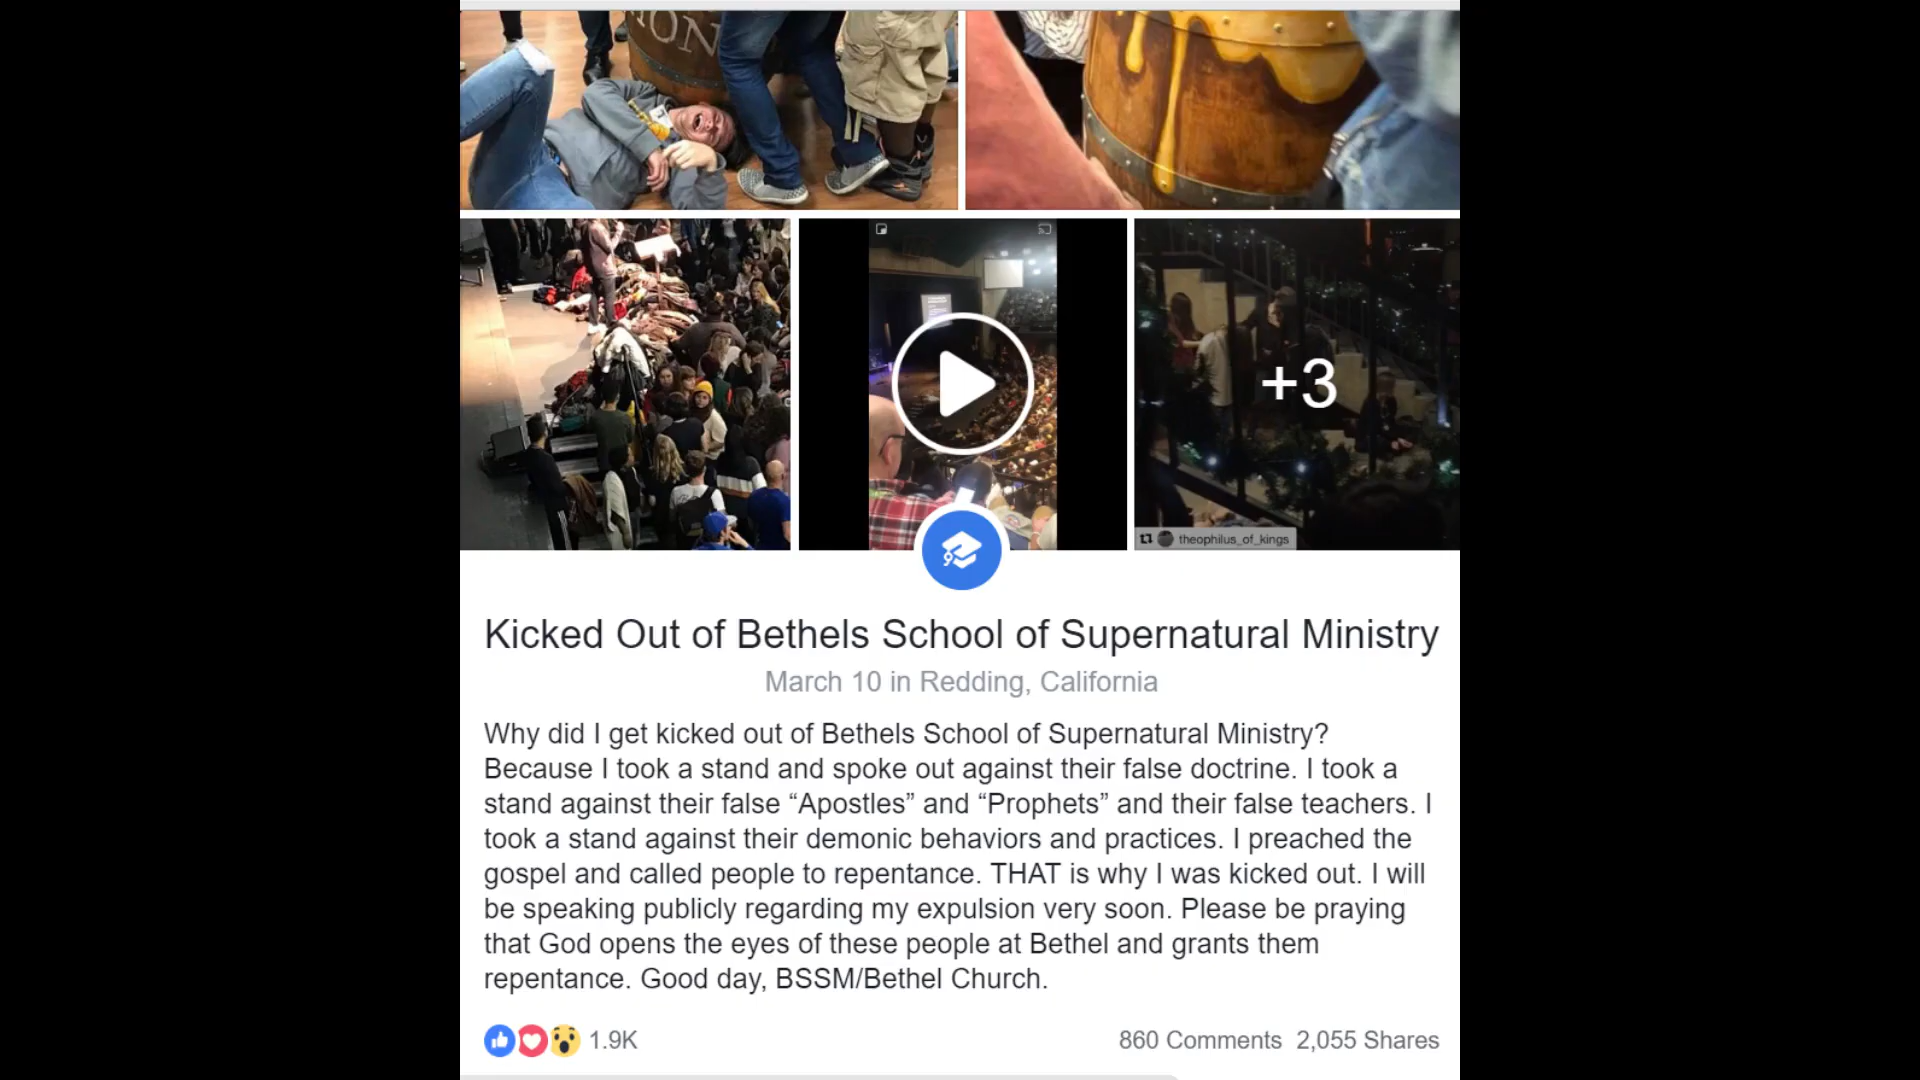 ON
+3
theophilus_of_kings
Kicked Out of Bethels School of Supernatural Ministry
March 10 in Redding, California
Why did I get kicked out of Bethels School of Supernatural Ministry?
Because I took a stand and spoke out against their false doctrine. I took a
stand against their false “Apostles” and “Prophets” and their false teachers. I
took a stand against their demonic behaviors and practices. I preached the
gospel and called people to repentance. THAT is why I was kicked out. I will
be speaking publicly regarding my expulsion very soon. Please be praying
that God opens the eyes of these people at Bethel and grants them
repentance. Good day, BSSM/Bethel Church.
1.9K
860 Comments 2,055 Shares